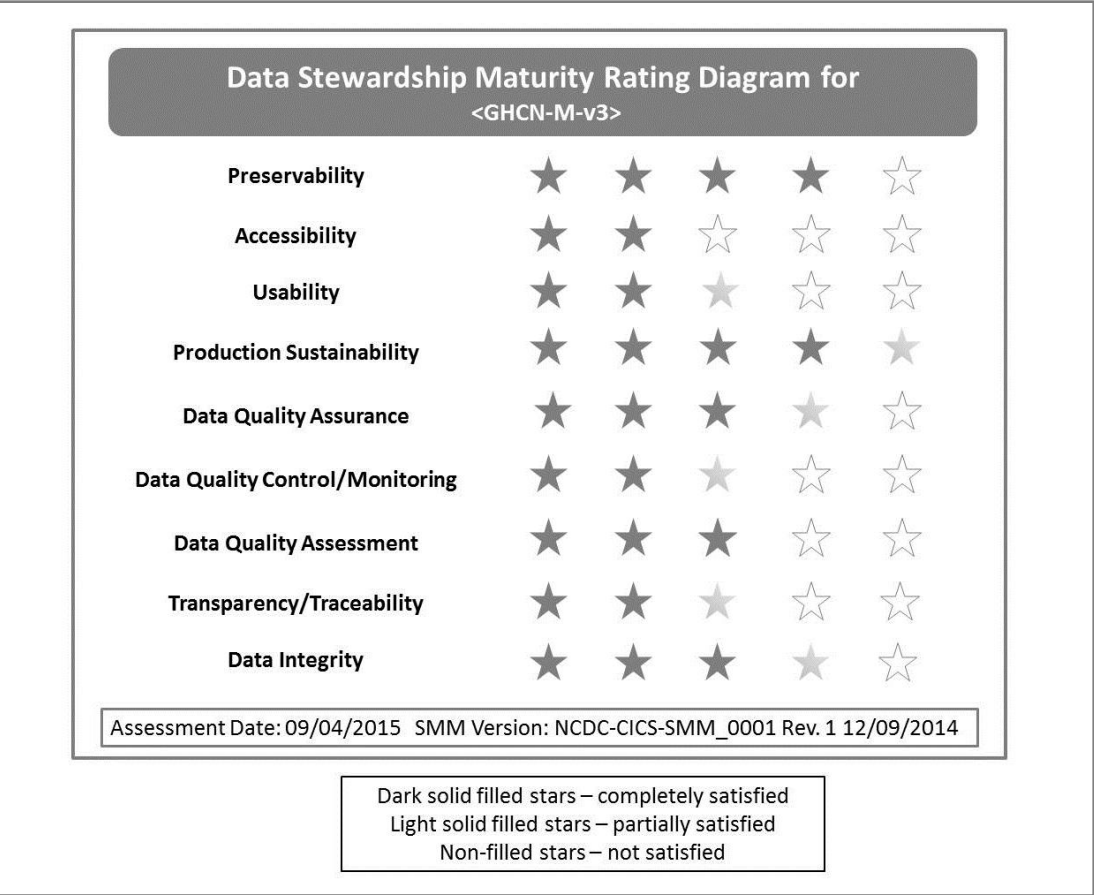 Data Stewardship Maturity Rating Diagram for
<GHCN-M-v3>
Preservability
Accessibility
Usability
Production Sustainability
Data Quality Assurance
Data Quality Control/Monitoring
Data Quality Assessment
Transparency/Traceability
Data Integrity
Assessment Date: 09/04/2015 SMM Version: NCDC-CICS-SMM_0001 Rev. 1 12/09/2014
Dark solid filled stars – completely satisfied
Light solid filled stars – partially satisfied
Non-filled stars – not satisfied